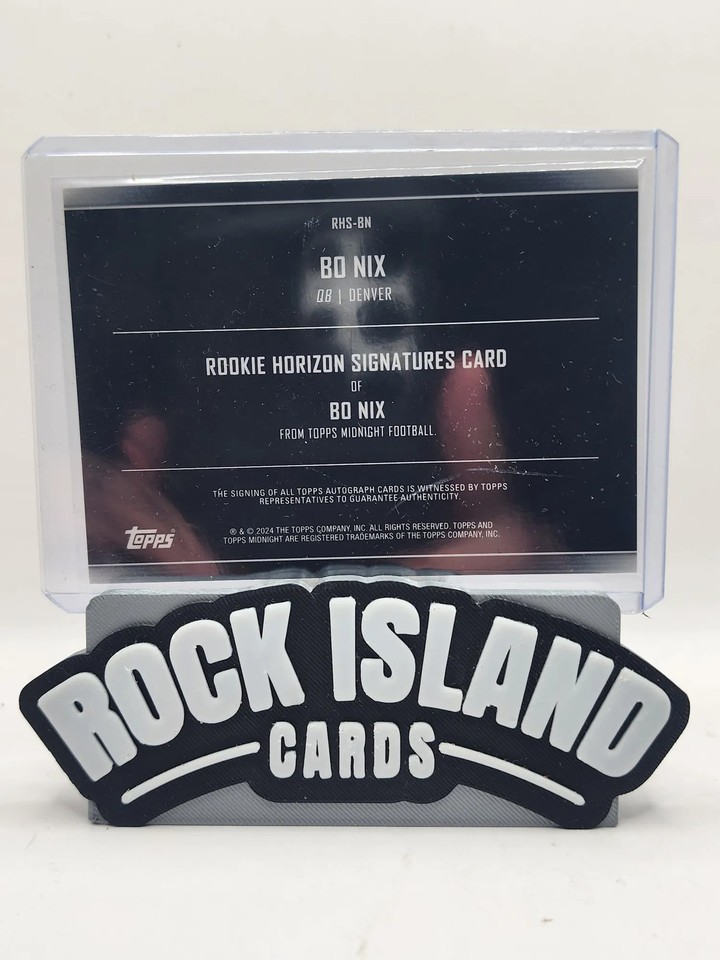 RHS-BN
BO NIX
QB | DENVER
ROOKIE HORIZON SIGNATURES CARD
OF
BO NIX
FROM TOPPS MIDNIGHT FOOTBALL.
THE SIGNING OF ALL TOPPS AUTOGRAPH CARDS IS WITNESSED BY TOPPS
REPRESENTATIVES TO GUARANTEE AUTHENTICITY.
Topps®
® & © 2024 THE TOPPS COMPANY, INC. ALL RIGHTS RESERVED. TOPPS AND
TOPPS MIDNIGHT ARE REGISTERED TRADEMARKS OF THE TOPPS COMPANY, INC.
ROCK ISLAND
CARDS